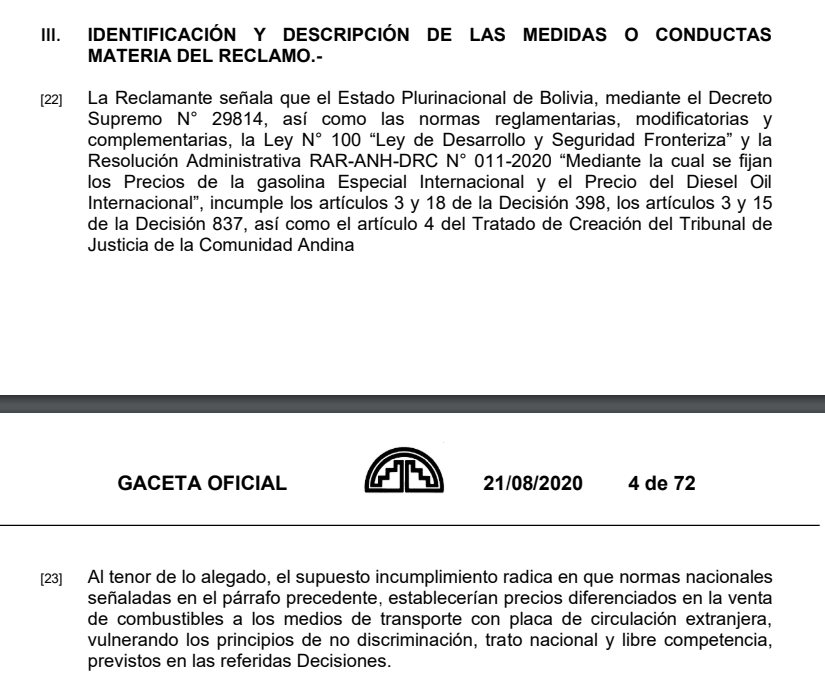 III. IDENTIFICACIÓN Y DESCRIPCIÓN DE LAS MEDIDAS O CONDUCTAS
MATERIA DEL RECLAMO.-
[22] La Reclamante señala que el Estado Plurinacional de Bolivia, mediante el Decreto
Supremo N° 29814, así como las normas reglamentarias, modificatorias y
complementarias, la Ley N° 100 “Ley de Desarrollo y Seguridad Fronteriza” y la
Resolución Administrativa RAR-ANH-DRC N° 011-2020 “Mediante la cual se fijan
los Precios de la gasolina Especial Internacional y el Precio del Diesel Oil
Internacional”, incumple los artículos 3 y 18 de la Decisión 398, los artículos 3 y 15
de la Decisión 837, así como el artículo 4 del Tratado de Creación del Tribunal de
Justicia de la Comunidad Andina
GACETA OFICIAL 21/08/2020 4 de 72
[23] Al tenor de lo alegado, el supuesto incumplimiento radica en que normas nacionales
señaladas en el párrafo precedente, establecerían precios diferenciados en la venta
de combustibles a los medios de transporte con placa de circulación extranjera,
vulnerando los principios de no discriminación, trato nacional y libre competencia,
previstos en las referidas Decisiones.